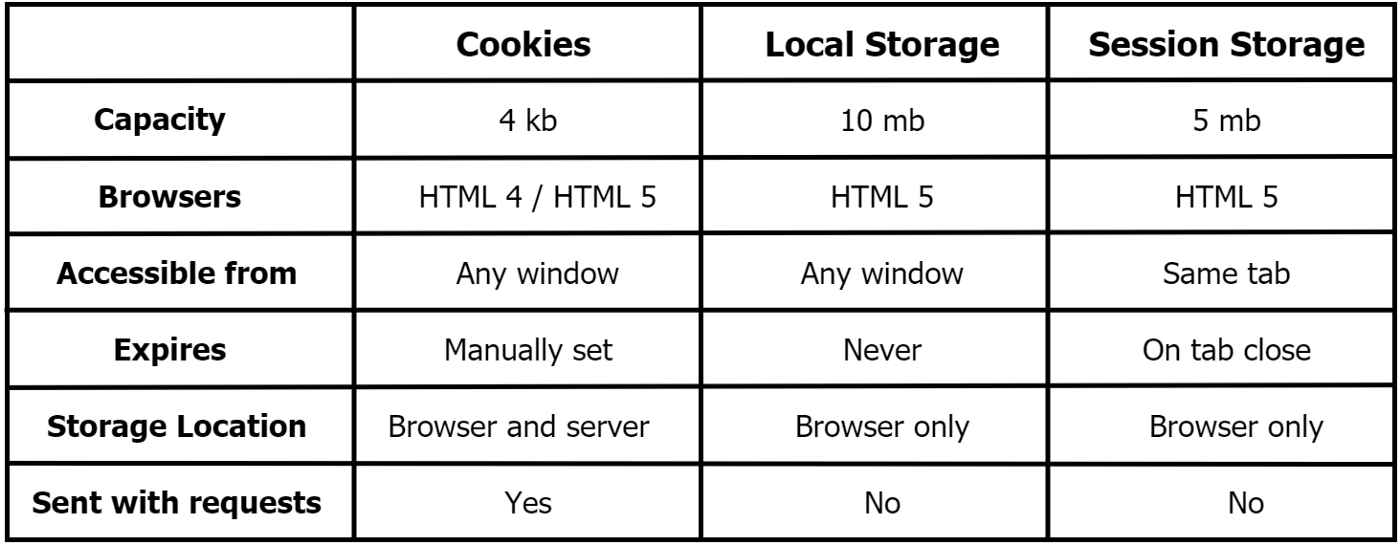 Cookies Local Storage Session Storage
Capacity 4 kb 10 mb 5 mb
Browsers HTML 4 / HTML 5 HTML 5 HTML 5
Accessible from Any window Any window Same tab
Expires Manually set Never On tab close
Storage Location Browser and server Browser only Browser only
Sent with requests Yes No No